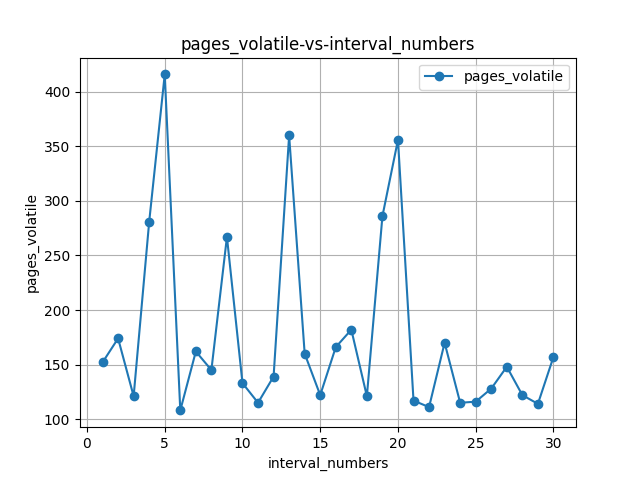 pages_volatile-vs-interval_numbers
pages_volatile
400
350
300
250
200
150
100
pages_volatile
0 5 10 15 20 25 30
interval_numbers